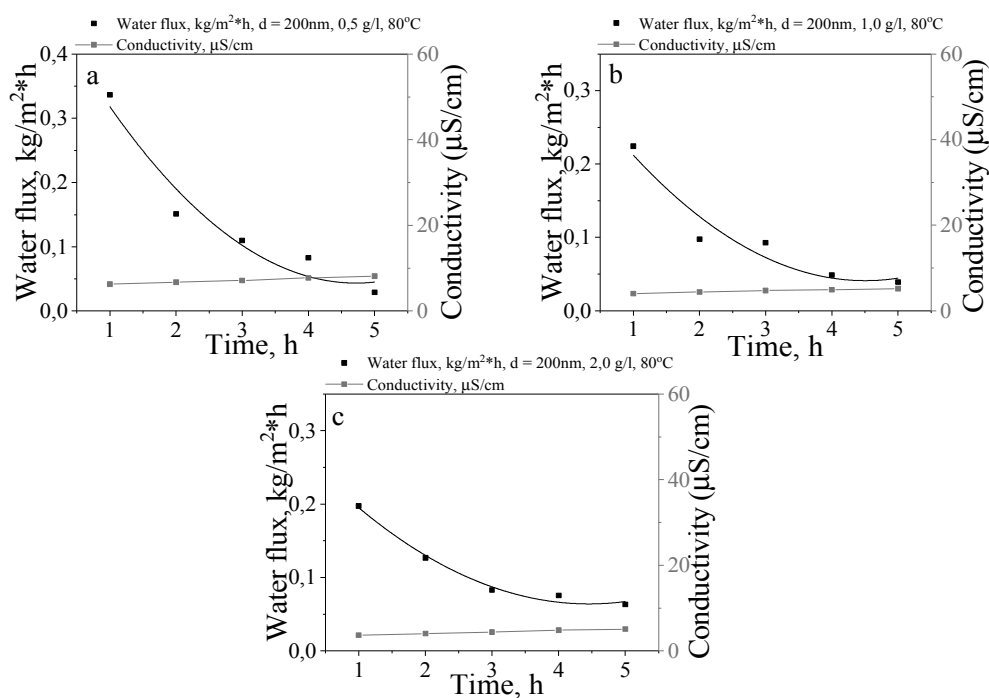 Water flux, kg/m²*h, d = 200nm, 0,5 g/l, 80°C
Conductivity, µS/cm
a
Water flux, kg/m²*h
0,4
0,3
0,2
0,1
0,0
1 2 3 4 5
Time, h
60
40
20
0
Conductivity (µS/cm)
Water flux, kg/m²*h, d = 200nm, 1,0 g/l, 80°C
Conductivity, µS/cm
b
Water flux, kg/m²*h
0,3
0,2
0,1
0,0
1 2 3 4 5
Time, h
60
40
20
0
Conductivity (µS/cm)
Water flux, kg/m²*h, d = 200nm, 2,0 g/l, 80°C
Conductivity, µS/cm
c
Water flux, kg/m²*h
0,3
0,2
0,1
0,0
1 2 3 4 5
Time, h
60
40
20
0
Conductivity (µS/cm)